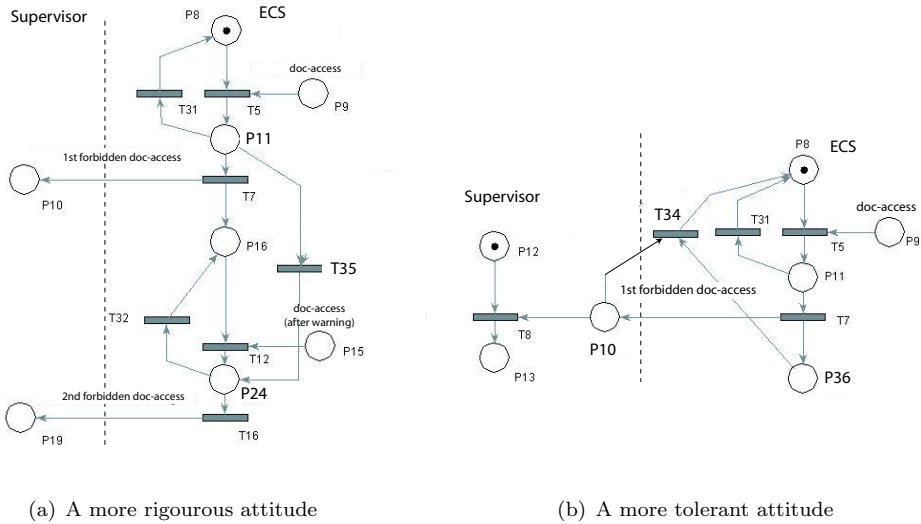 Supervisor
ECS
P8
doc-access
T31
T5
P9
P11
1st forbidden doc-access
T7
P10
P16
T35
doc-access
(after warning)
T32
T12
P15
P24
2nd forbidden doc-access
P19
T16
(a) A more rigourous attitude
P8
ECS
Supervisor
doc-access
T34
T31
P12
T5
P9
P11
1st forbidden doc-access
T8
T7
P10
P13
P36
(b) A more tolerant attitude